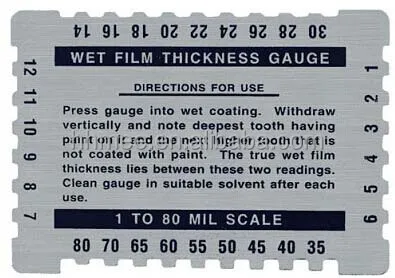 30 28 26 24 22 20 18 16 14
WET FILM THICKNESS GAUGE
12 11 10 9 8 7
1 2 3 4 5 6
DIRECTIONS FOR USE
Press gauge into wet coating. Withdraw
vertically and note deepest tooth having
paint on it and the next higher tooth that is
not coated with paint. The true wet film
thickness lies between these two readings.
Clean gauge in suitable solvent after each
use.
1 TO 80 MIL SCALE
80 70 60 50 45 40 35